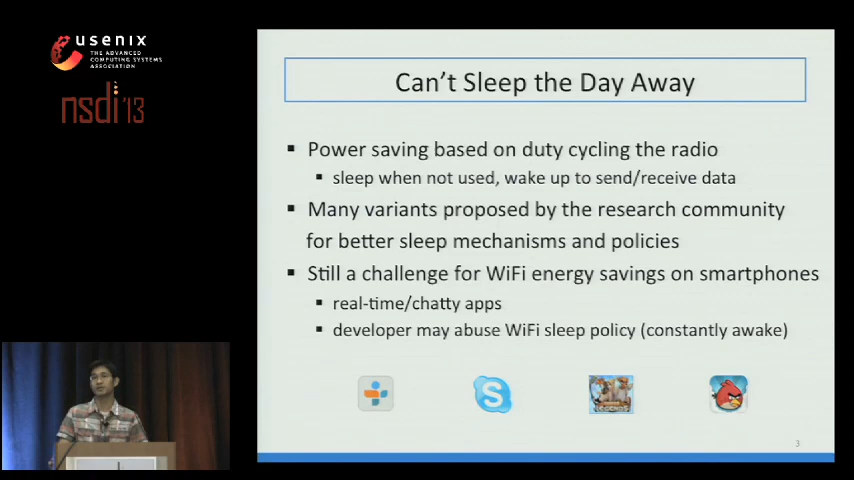 usenix
THE ADVANCED
COMPUTING SYSTEMS
ASSOCIATION
nsdi '13
Can't Sleep the Day Away
▪ Power saving based on duty cycling the radio
▪ sleep when not used, wake up to send/receive data
▪ Many variants proposed by the research community
for better sleep mechanisms and policies
▪ Still a challenge for WiFi energy savings on smartphones
▪ real-time/chatty apps
▪ developer may abuse WiFi sleep policy (constantly awake)
S
3